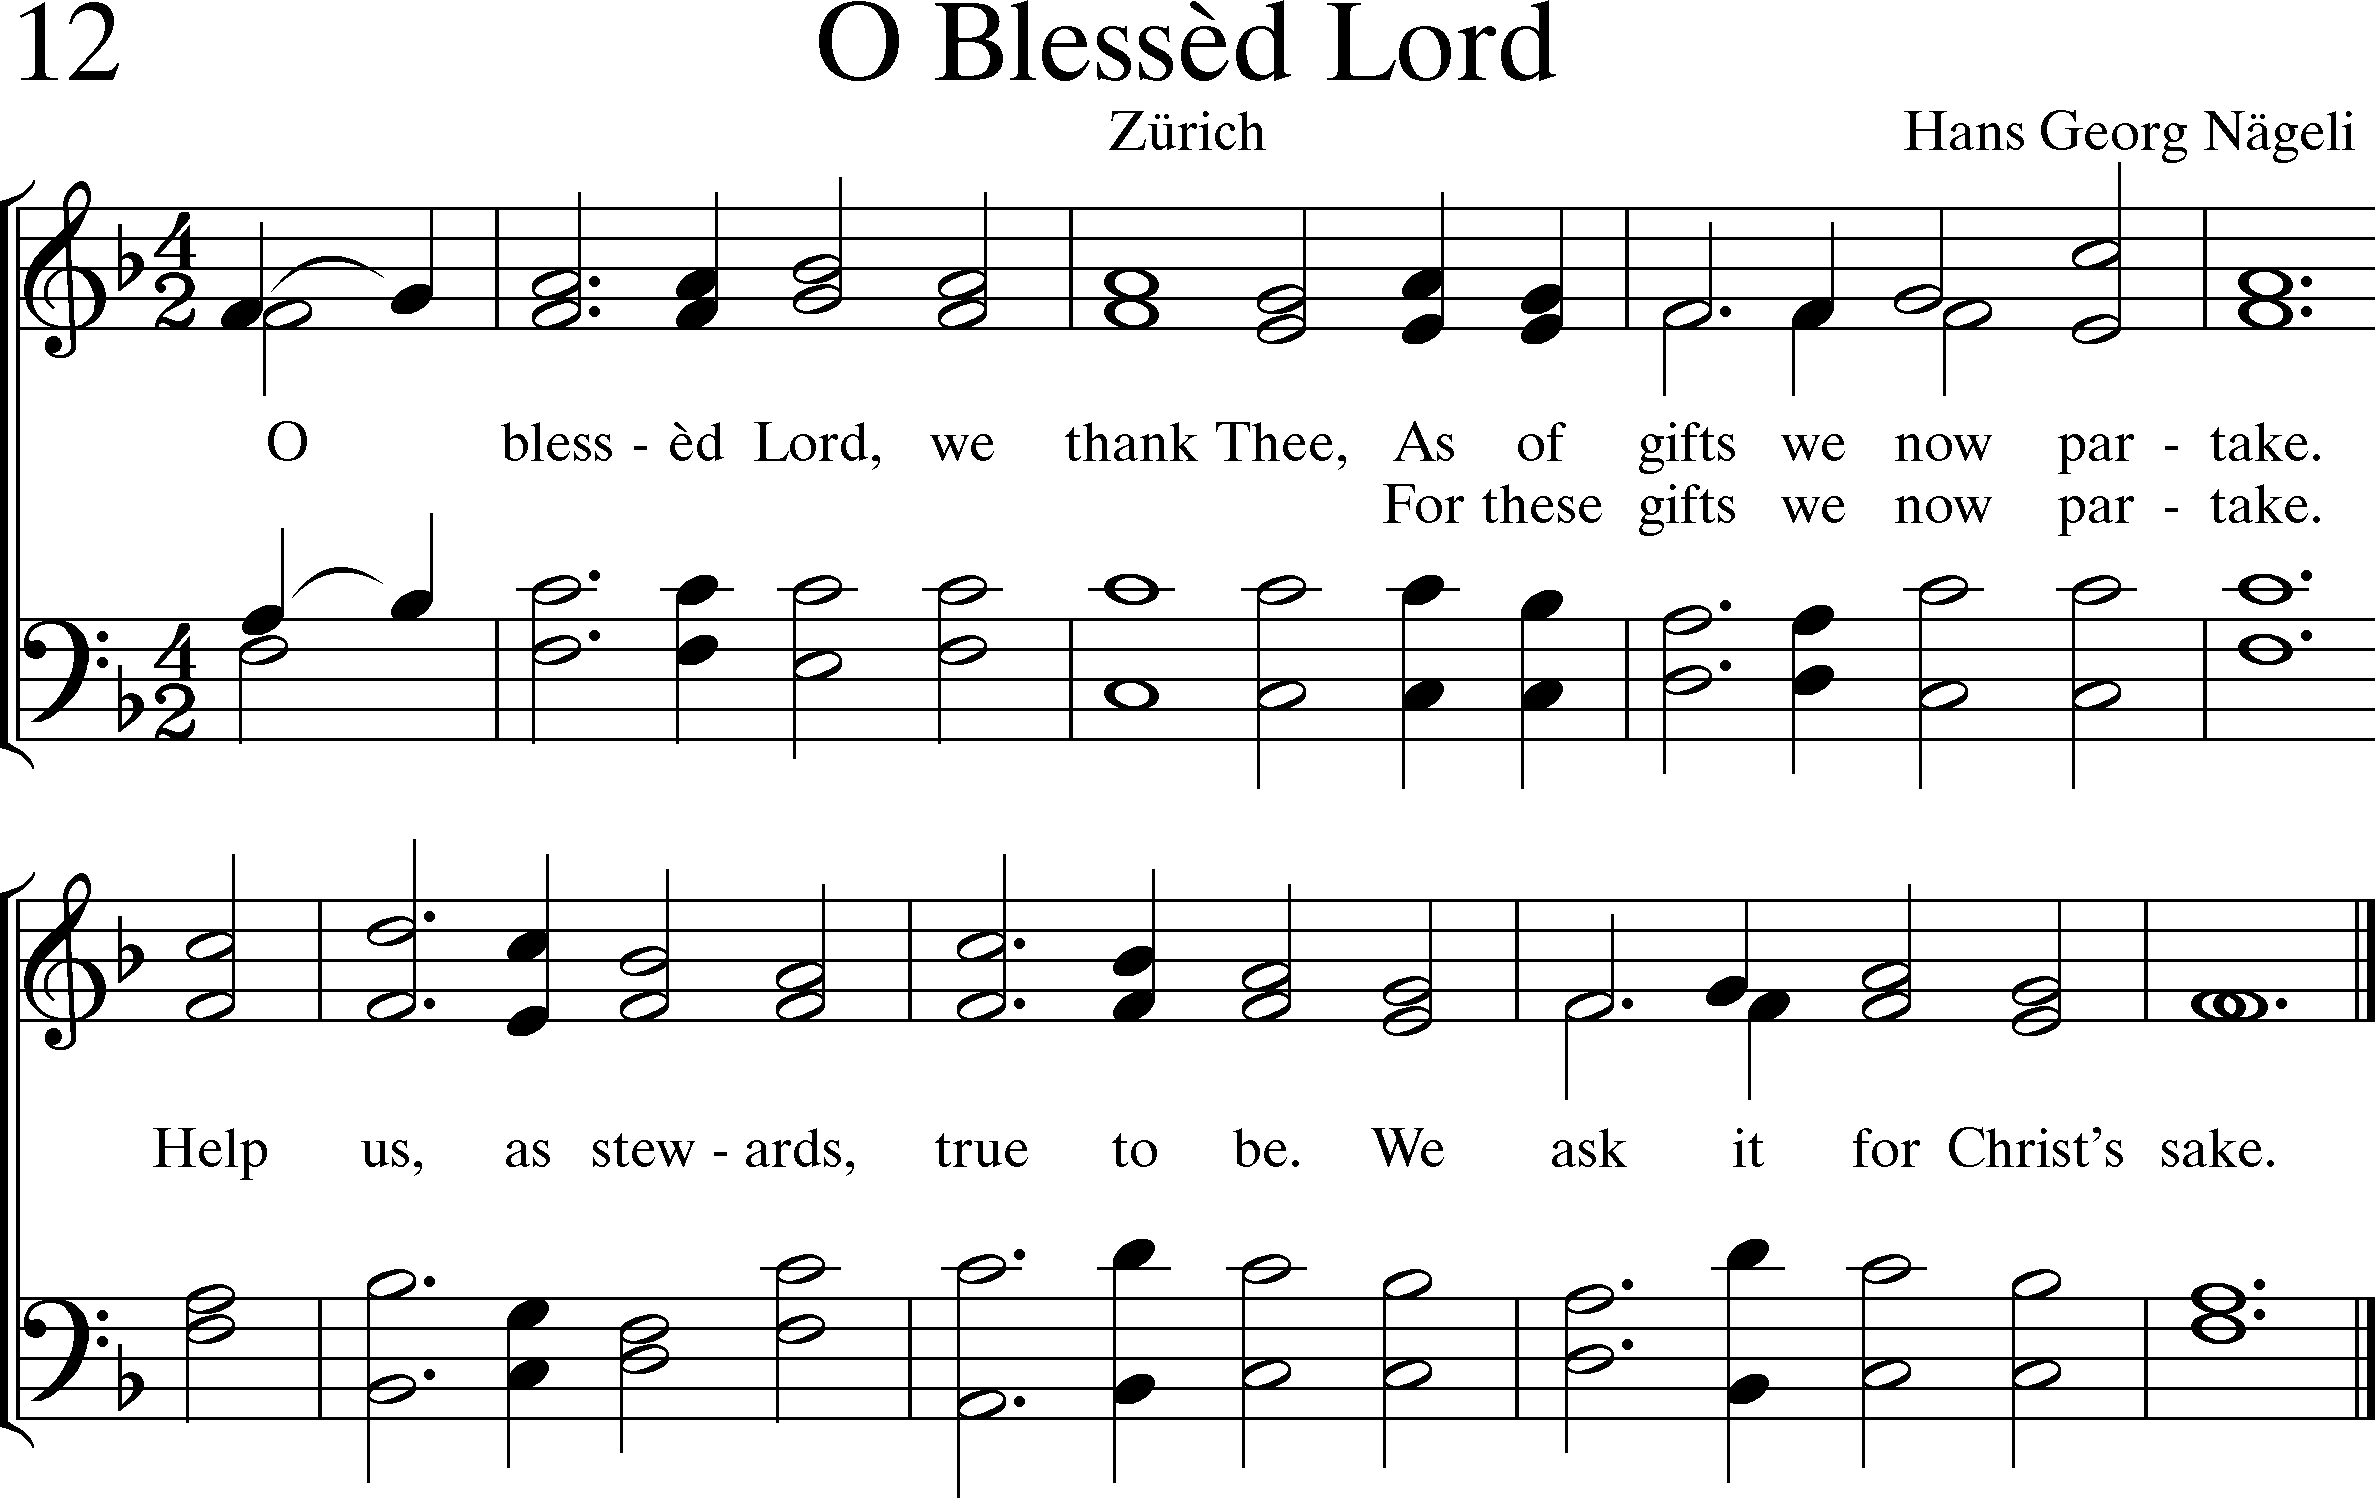 12 O Blessèd Lord
Zürich Hans Georg Nägeli
4
2
O bless - èd Lord, we thank Thee, As of gifts we now par - take.
For these gifts we now par - take.
4
2
Help us, as stew - ards, true to be. We ask it for Christ’s sake.